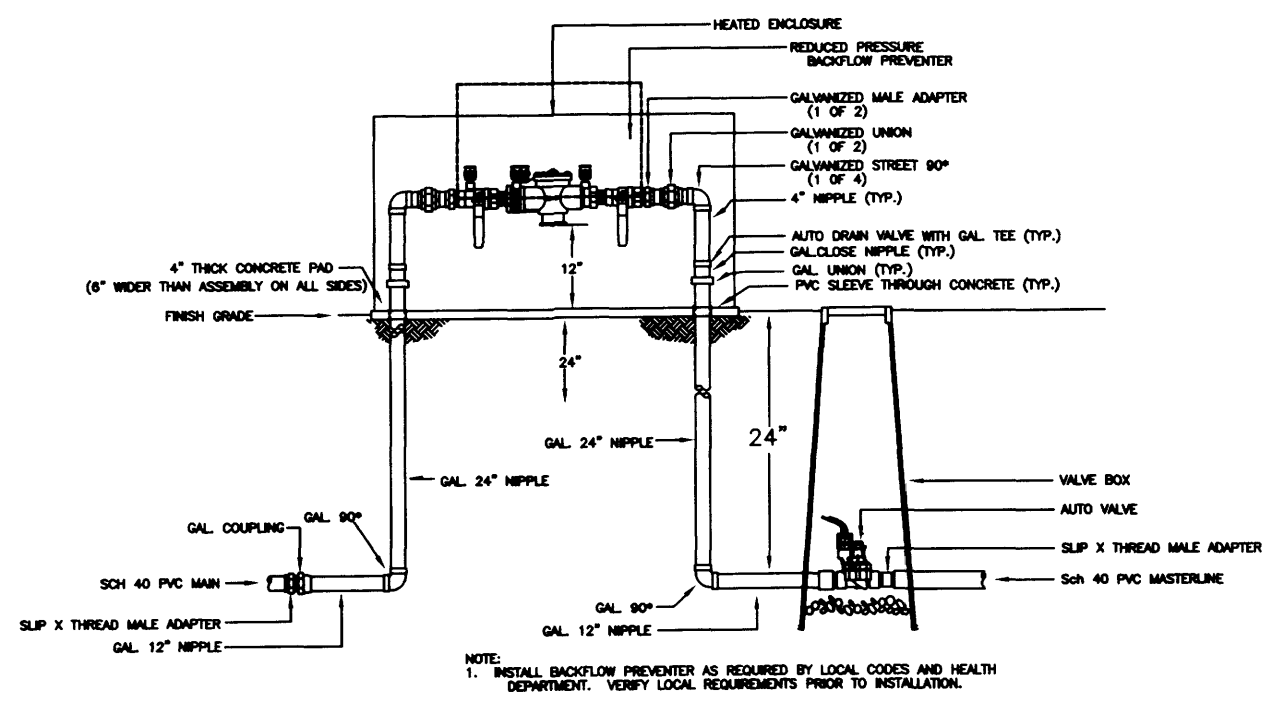 HEATED ENCLOSURE
REDUCED PRESSURE
BACKFLOW PREVENTER
GALVANIZED MALE ADAPTER
(1 OF 2)
GALVANIZED UNION
(1 OF 2)
GALVANIZED STREET 90°
(1 OF 4)
4" NIPPLE (TYP.)
AUTO DRAIN VALVE WITH GAL. TEE (TYP.)
GAL.CLOSE NIPPLE (TYP.)
GAL. UNION (TYP.)
PVC SLEEVE THROUGH CONCRETE (TYP.)
12"
4" THICK CONCRETE PAD
(6" WIDER THAN ASSEMBLY ON ALL SIDES)
FINISH GRADE
24"
24"
GAL. 24" NIPPLE
GAL. 24" NIPPLE
VALVE BOX
AUTO VALVE
GAL. 90°
GAL. COUPLING
SLIP X THREAD MALE ADAPTER
SCH 40 PVC MAIN
Sch 40 PVC MASTERLINE
GAL. 90°
SLIP X THREAD MALE ADAPTER
GAL. 12" NIPPLE
GAL. 12" NIPPLE
NOTE:
1. INSTALL BACKFLOW PREVENTER AS REQUIRED BY LOCAL CODES AND HEALTH
DEPARTMENT. VERIFY LOCAL REQUIREMENTS PRIOR TO INSTALLATION.